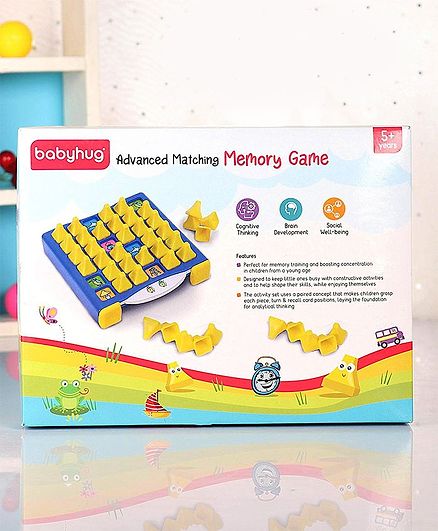 5+
years
babyhug
Advanced Matching Memory Game
Cognitive
Thinking
Brain
Development
Social
Well-being
Features
Perfect for memory training and boosting concentration
in children from a young age
Designed to keep little ones busy with constructive activities
and to help shape their skills, while enjoying themselves
The activity set uses a paired concept that makes children grasp
each piece, turn & recall card positions, laying the foundation
for analytical thinking